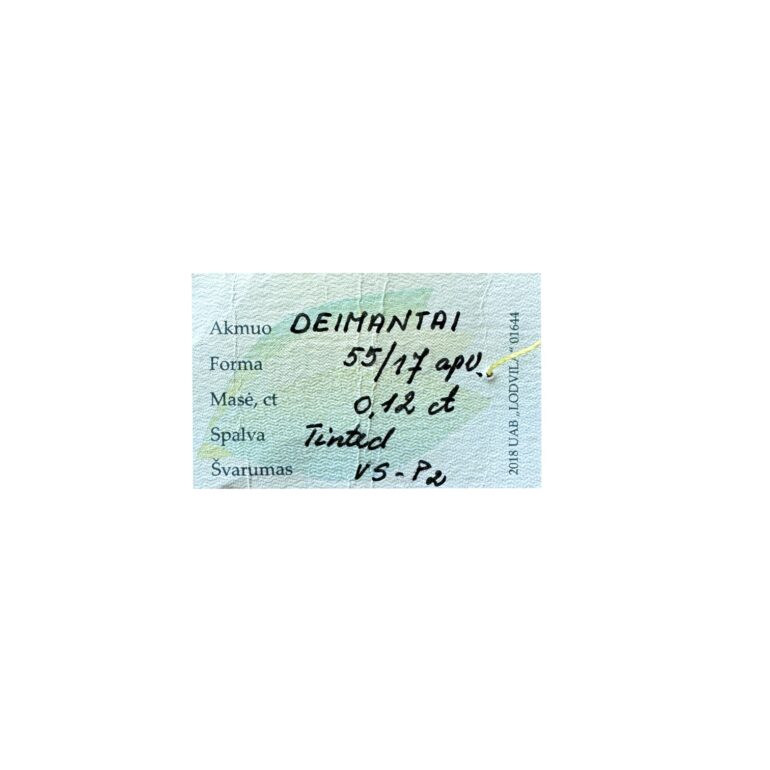 Akmuo DEIMANTAI
Forma 55/17 apv.
Masė, ct 0,12 ct
Spalva Tinted
Švarumas VS-P2
2018 UAB „LODVILA“ 01644